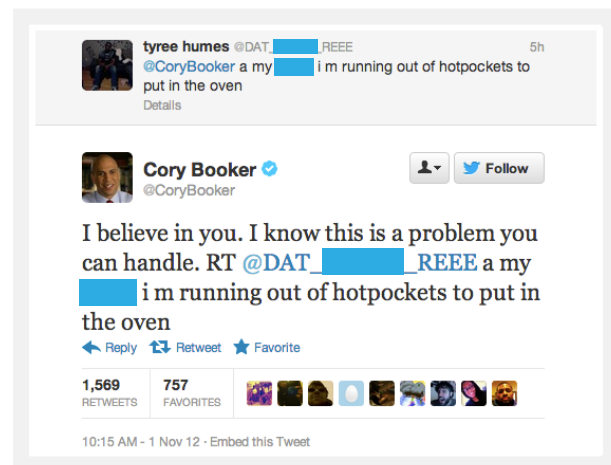 tyree humes @DAT_ _REEE 5h
@CoryBooker a my i m running out of hotpockets to
put in the oven
Details
Cory Booker
@CoryBooker
Follow
I believe in you. I know this is a problem you
can handle. RT @DAT_ _REEE a my
i m running out of hotpockets to put in
the oven
Reply Retweet Favorite
1,569 757
RETWEETS FAVORITES
10:15 AM - 1 Nov 12 · Embed this Tweet